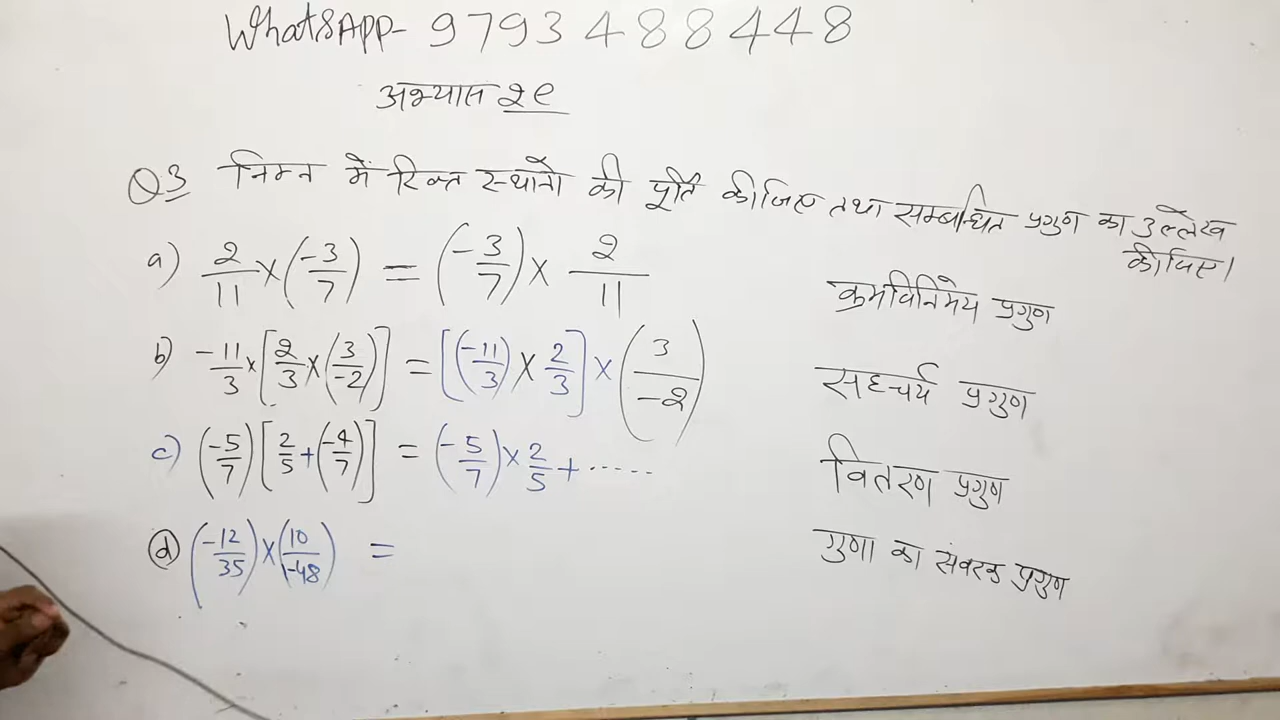 WhatsAPP- 9793488448
अभ्यास २९
Q3 निम्न में रिक्त स्थानों की पूर्ति कीजिए तथा सम्बन्धित प्रगुण का उल्लेख
कीजिए।
a) 2/11 × (-3/7) = (-3/7) × 2/11 क्रमविनिमेय प्रगुण
b) -11/3 × [2/3 × (3/-2)] = [(-11/3) × 2/3] × (3/-2) सहचर्य प्रगुण
c) (-5/7) [2/5 + (-4/7)] = (-5/7) × 2/5 + ...... वितरण प्रगुण
d) (-12/35) × (10/-48) = गुणा का संवरक प्रगुण